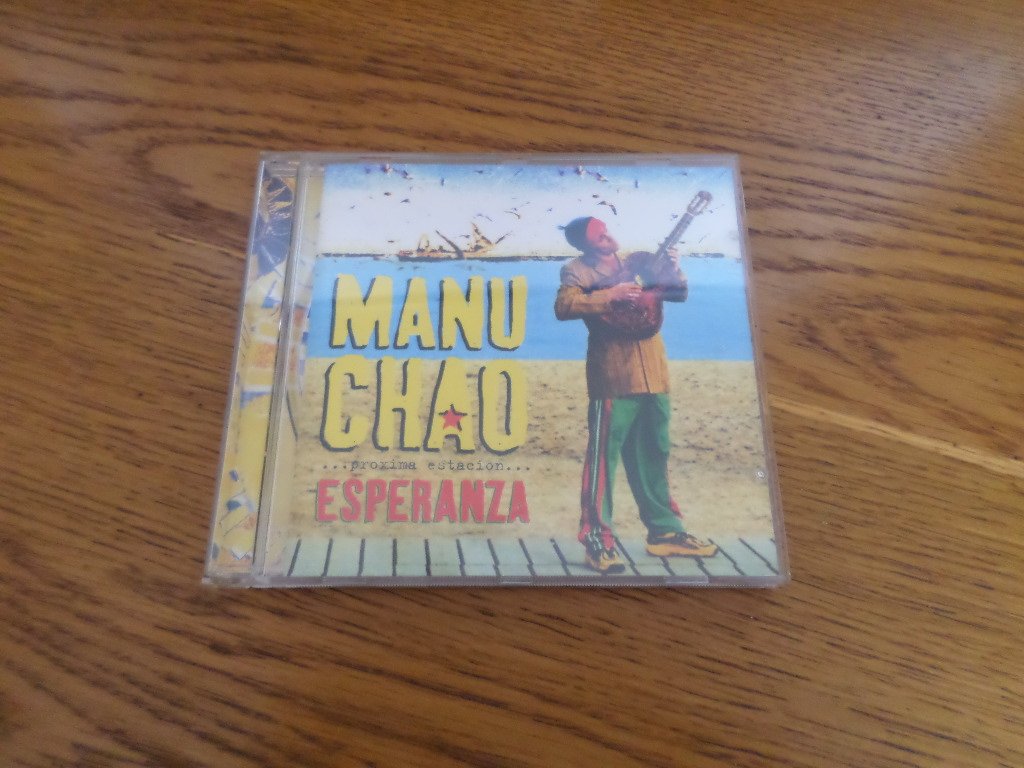 MANU
CHAO
...proxima estacion...
ESPERANZA